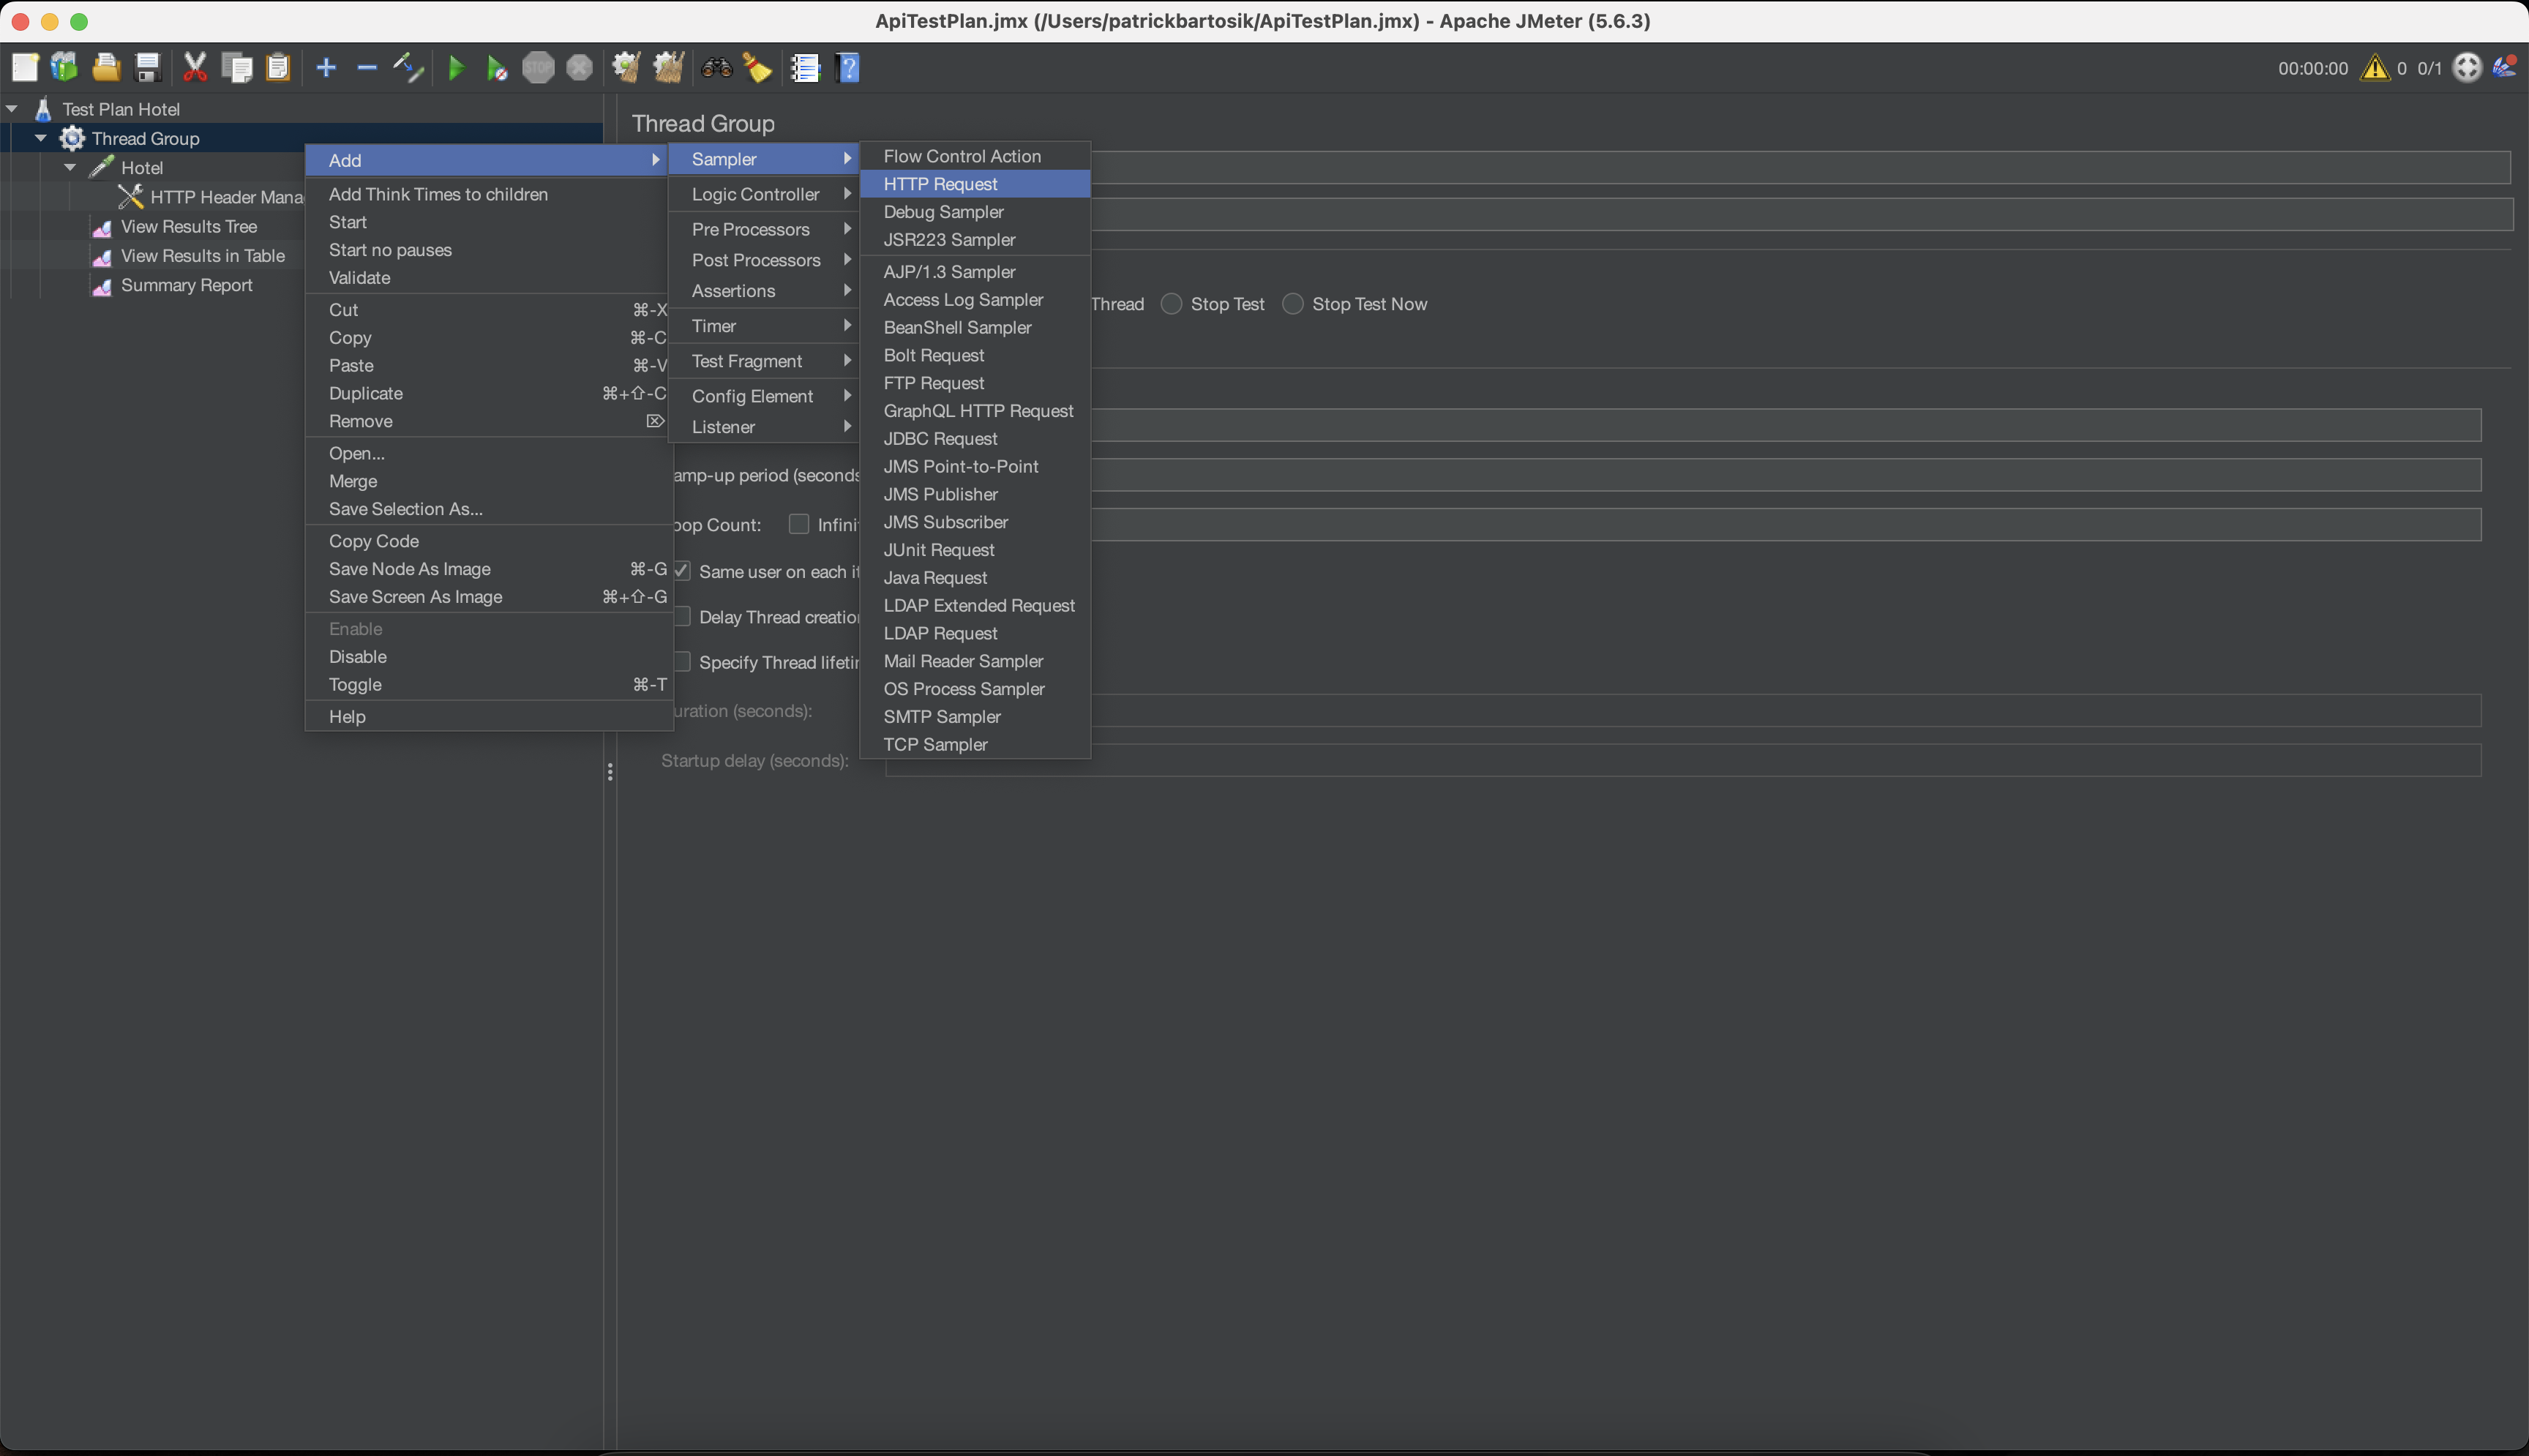 ApiTestPlan.jmx (/Users/patrickbartosik/ApiTestPlan.jmx) - Apache JMeter (5.6.3)
STOP
?
00:00:00 0 0/1
Test Plan Hotel
Thread Group
Hotel
HTTP Header Mana
View Results Tree
View Results in Table
Summary Report
Add
Add Think Times to children
Start
Start no pauses
Validate
Cut ⌘-X
Copy ⌘-C
Paste ⌘-V
Duplicate ⌘+⇧-C
Remove ⌦
Open...
Merge
Save Selection As...
Copy Code
Save Node As Image ⌘-G
Save Screen As Image ⌘+⇧-G
Enable
Disable
Toggle ⌘-T
Help
Sampler
Logic Controller
Pre Processors
Post Processors
Assertions
Timer
Test Fragment
Config Element
Listener
Flow Control Action
HTTP Request
Debug Sampler
JSR223 Sampler
AJP/1.3 Sampler
Access Log Sampler
BeanShell Sampler
Bolt Request
FTP Request
GraphQL HTTP Request
JDBC Request
JMS Point-to-Point
JMS Publisher
JMS Subscriber
JUnit Request
Java Request
LDAP Extended Request
LDAP Request
Mail Reader Sampler
OS Process Sampler
SMTP Sampler
TCP Sampler
Thread Group
Thread Stop Test Stop Test Now
amp-up period (seconds
oop Count: Infini
Same user on each it
Delay Thread creation
Specify Thread lifetin
uration (seconds):
Startup delay (seconds):